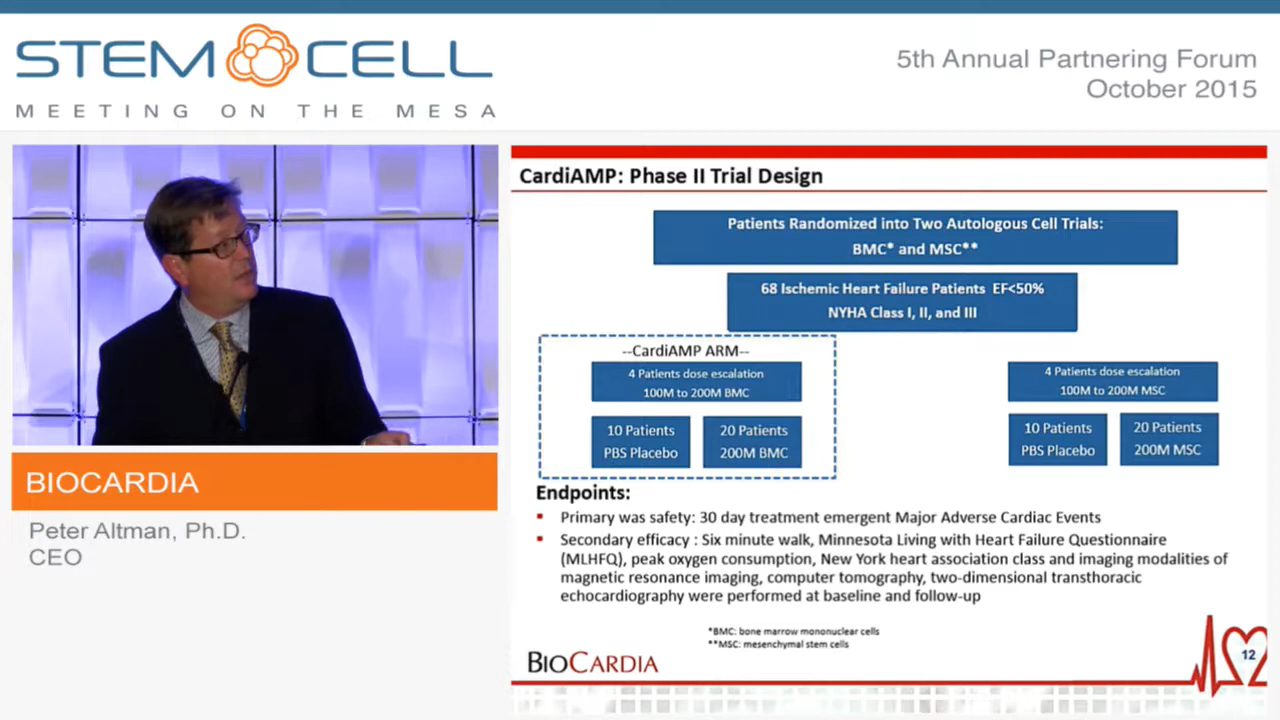 STEM CELL
MEETING ON THE MESA
5th Annual Partnering Forum
October 2015
BIOCARDIA
Peter Altman, Ph.D.
CEO
CardiAMP: Phase II Trial Design
Patients Randomized into Two Autologous Cell Trials:
BMC* and MSC**
68 Ischemic Heart Failure Patients EF<50%
NYHA Class I, II, and III
--CardiAMP ARM--
4 Patients dose escalation
100M to 200M BMC
10 Patients
PBS Placebo
20 Patients
200M BMC
4 Patients dose escalation
100M to 200M MSC
10 Patients
PBS Placebo
20 Patients
200M MSC
Endpoints:
Primary was safety: 30 day treatment emergent Major Adverse Cardiac Events
Secondary efficacy : Six minute walk, Minnesota Living with Heart Failure Questionnaire
(MLHFQ), peak oxygen consumption, New York heart association class and imaging modalities of
magnetic resonance imaging, computer tomography, two-dimensional transthoracic
echocardiography were performed at baseline and follow-up
*BMC: bone marrow mononuclear cells
**MSC: mesenchymal stem cells
BIOCARDIA
12